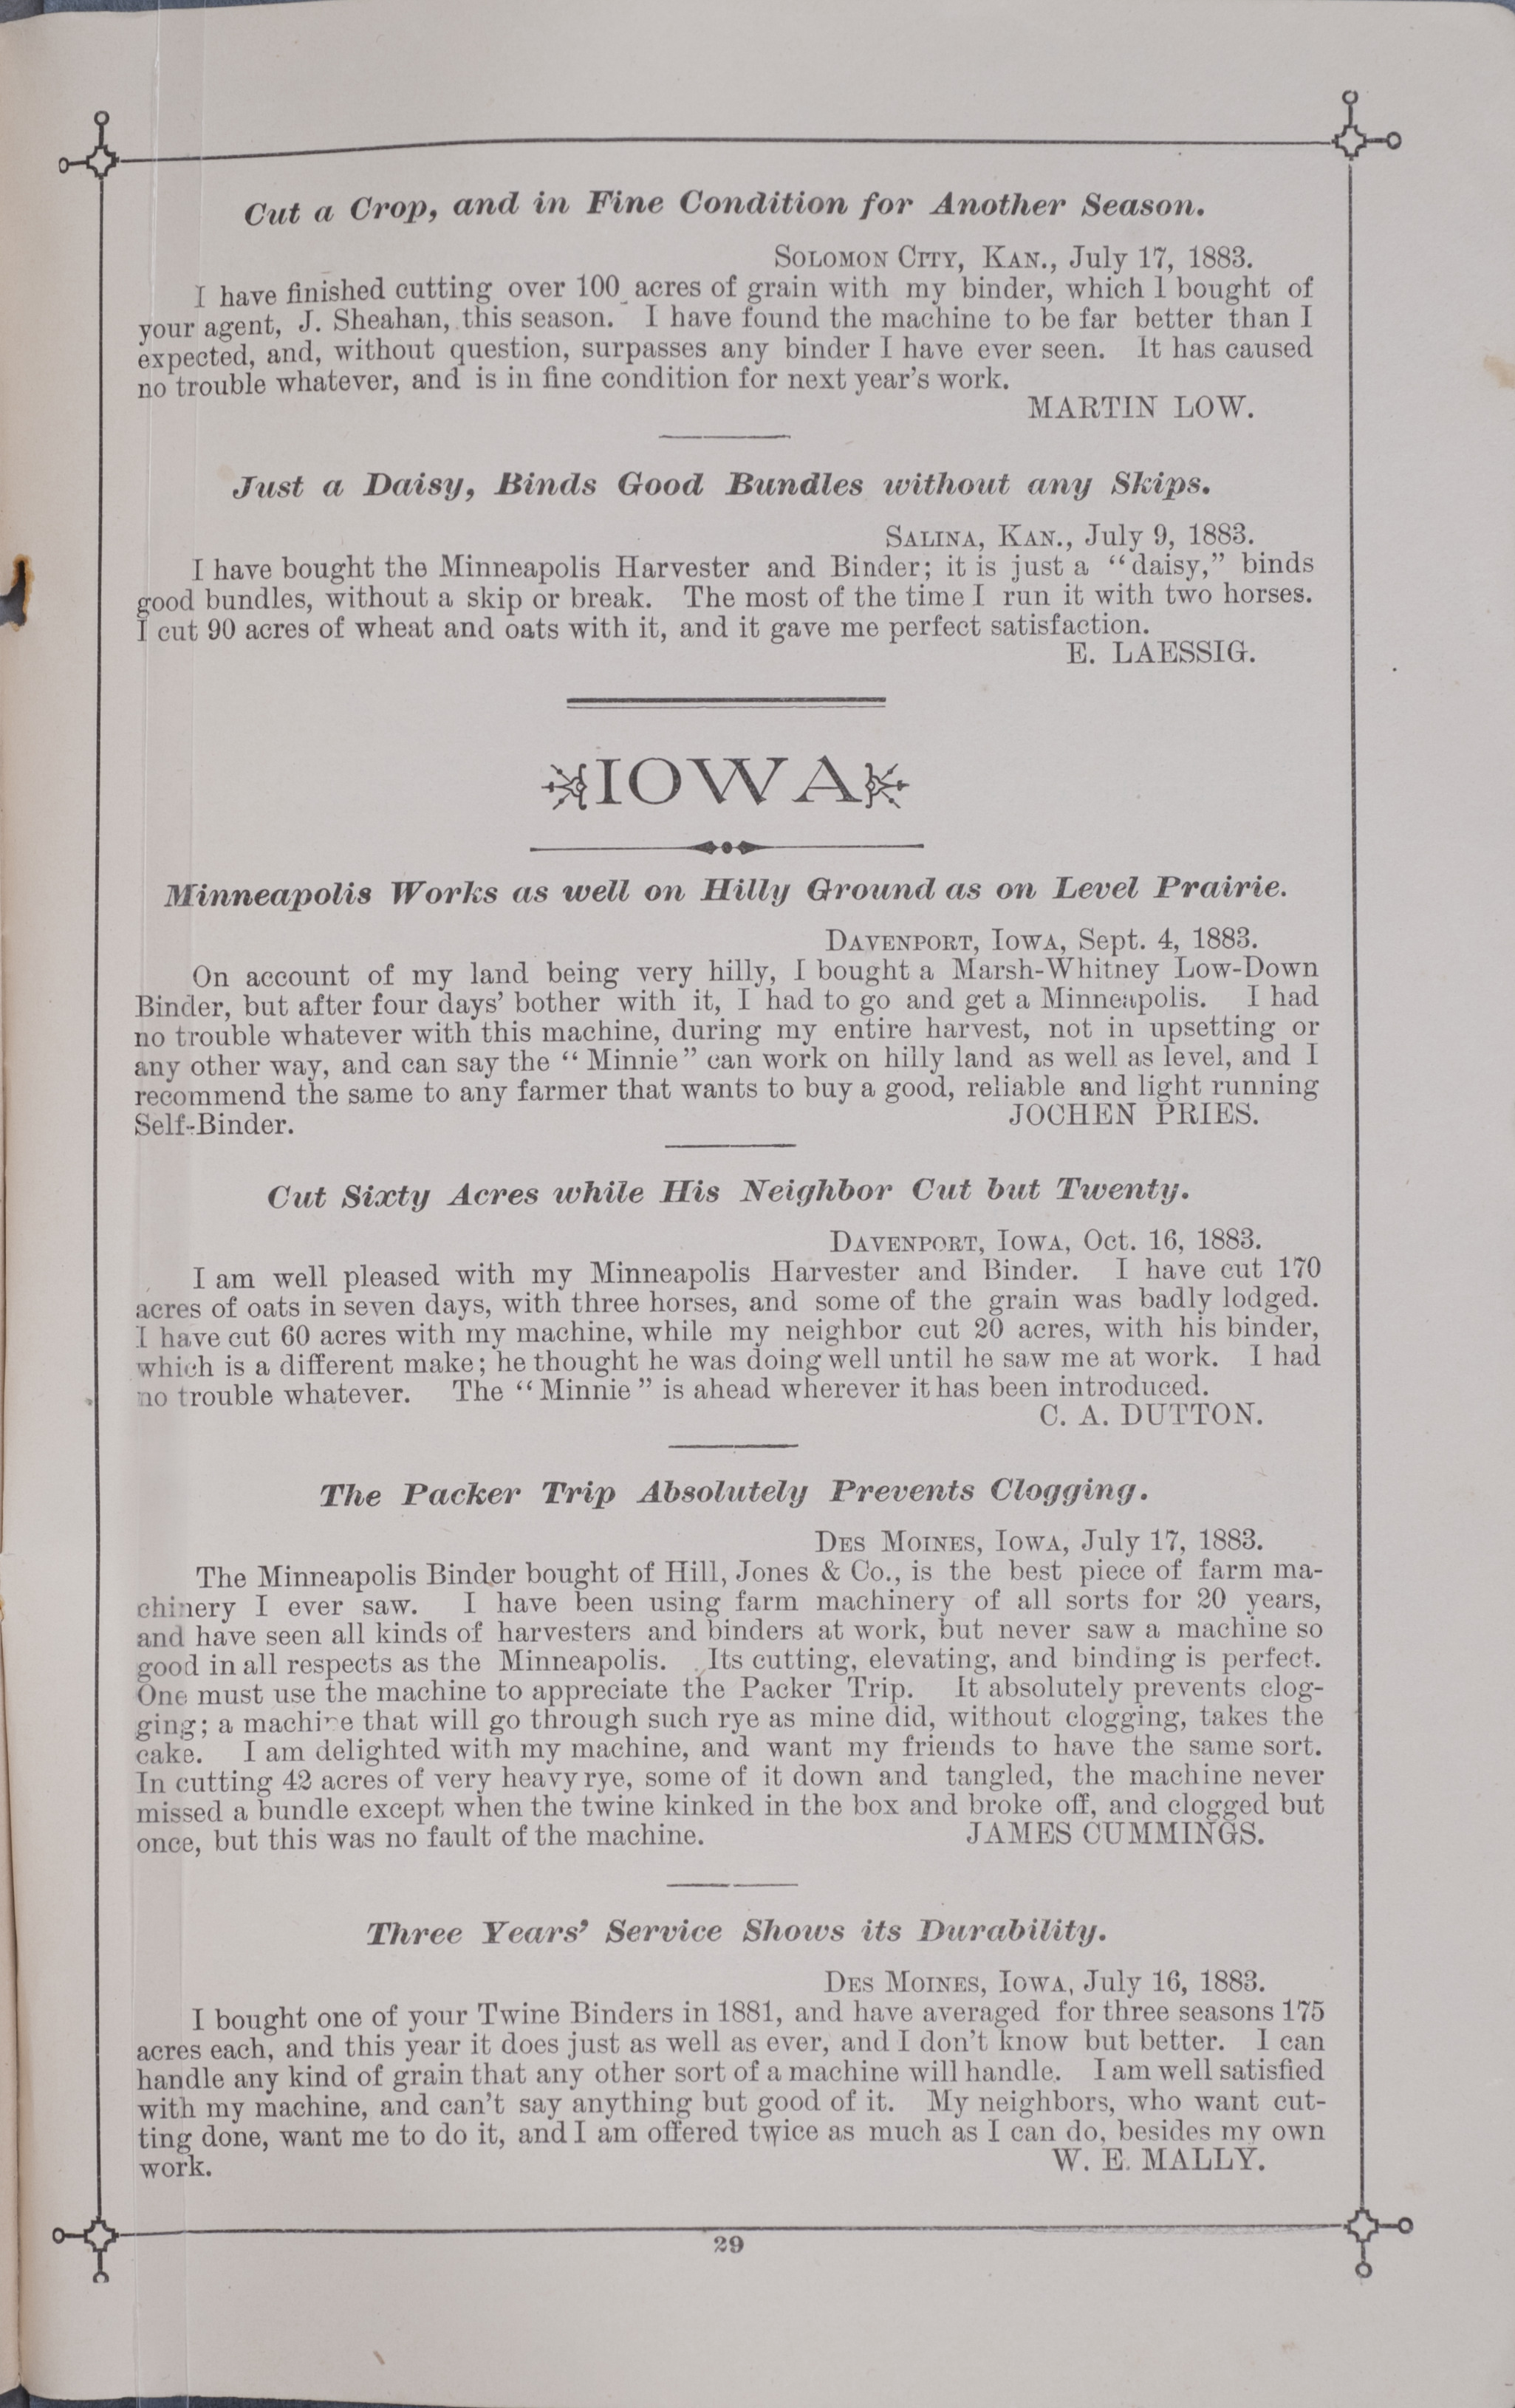 Cut a Crop, and in Fine Condition for Another Season.
Solomon City, Kan., July 17, 1883.
I have finished cutting over 100 acres of grain with my binder, which I bought of
your agent, J. Sheahan, this season. I have found the machine to be far better than I
expected, and, without question, surpasses any binder I have ever seen. It has caused
no trouble whatever, and is in fine condition for next year's work.
MARTIN LOW.
Just a Daisy, Binds Good Bundles without any Skips.
Salina, Kan., July 9, 1883.
I have bought the Minneapolis Harvester and Binder; it is just a "daisy," binds
good bundles, without a skip or break. The most of the time I run it with two horses.
I cut 90 acres of wheat and oats with it, and it gave me perfect satisfaction.
E. LAESSIG.
IOWA
Minneapolis Works as well on Hilly Ground as on Level Prairie.
Davenport, Iowa, Sept. 4, 1883.
On account of my land being very hilly, I bought a Marsh-Whitney Low-Down
Binder, but after four days' bother with it, I had to go and get a Minneapolis. I had
no trouble whatever with this machine, during my entire harvest, not in upsetting or
any other way, and can say the "Minnie" can work on hilly land as well as level, and I
recommend the same to any farmer that wants to buy a good, reliable and light running
Self-Binder. JOCHEN PRIES.
Cut Sixty Acres while His Neighbor Cut but Twenty.
Davenport, Iowa, Oct. 16, 1883.
I am well pleased with my Minneapolis Harvester and Binder. I have cut 170
acres of oats in seven days, with three horses, and some of the grain was badly lodged.
I have cut 60 acres with my machine, while my neighbor cut 20 acres, with his binder,
which is a different make; he thought he was doing well until he saw me at work. I had
no trouble whatever. The "Minnie" is ahead wherever it has been introduced.
C. A. DUTTON.
The Packer Trip Absolutely Prevents Clogging.
Des Moines, Iowa, July 17, 1883.
The Minneapolis Binder bought of Hill, Jones & Co., is the best piece of farm ma-
chinery I ever saw. I have been using farm machinery of all sorts for 20 years,
and have seen all kinds of harvesters and binders at work, but never saw a machine so
good in all respects as the Minneapolis. Its cutting, elevating, and binding is perfect.
One must use the machine to appreciate the Packer Trip. It absolutely prevents clog-
ging; a machine that will go through such rye as mine did, without clogging, takes the
cake. I am delighted with my machine, and want my friends to have the same sort.
In cutting 42 acres of very heavy rye, some of it down and tangled, the machine never
missed a bundle except when the twine kinked in the box and broke off, and clogged but
once, but this was no fault of the machine. JAMES CUMMINGS.
Three Years' Service Shows its Durability.
Des Moines, Iowa, July 16, 1883.
I bought one of your Twine Binders in 1881, and have averaged for three seasons 175
acres each, and this year it does just as well as ever, and I don't know but better. I can
handle any kind of grain that any other sort of a machine will handle. I am well satisfied
with my machine, and can't say anything but good of it. My neighbors, who want cut-
ting done, want me to do it, and I am offered twice as much as I can do, besides my own
work. W. E. MALLY.
29